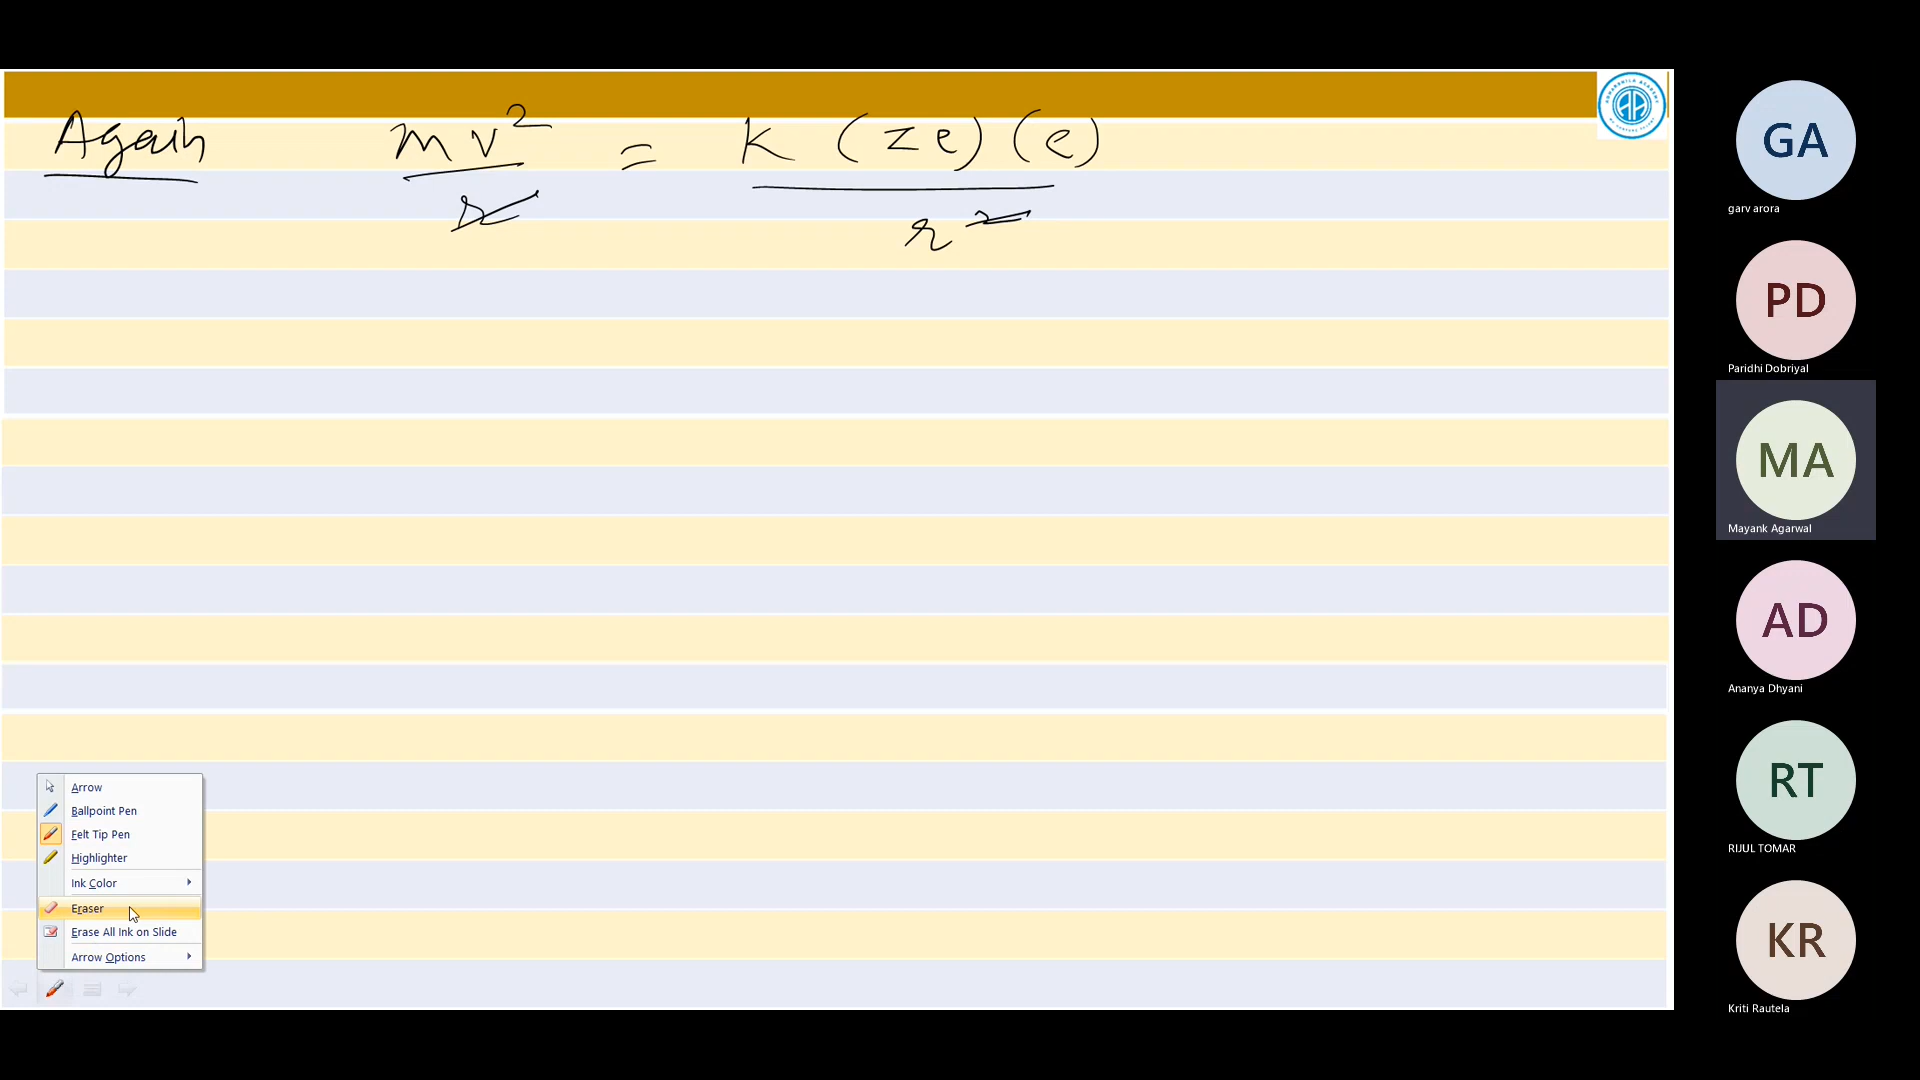 Again mv² / r = K (ze)(e) / r²
GA
garv arora
PD
Paridhi Dobriyal
MA
Mayank Agarwal
AD
Ananya Dhyani
RT
RIJUL TOMAR
KR
Kriti Rautela
Arrow
Ballpoint Pen
Felt Tip Pen
Highlighter
Ink Color
Eraser
Erase All Ink on Slide
Arrow Options